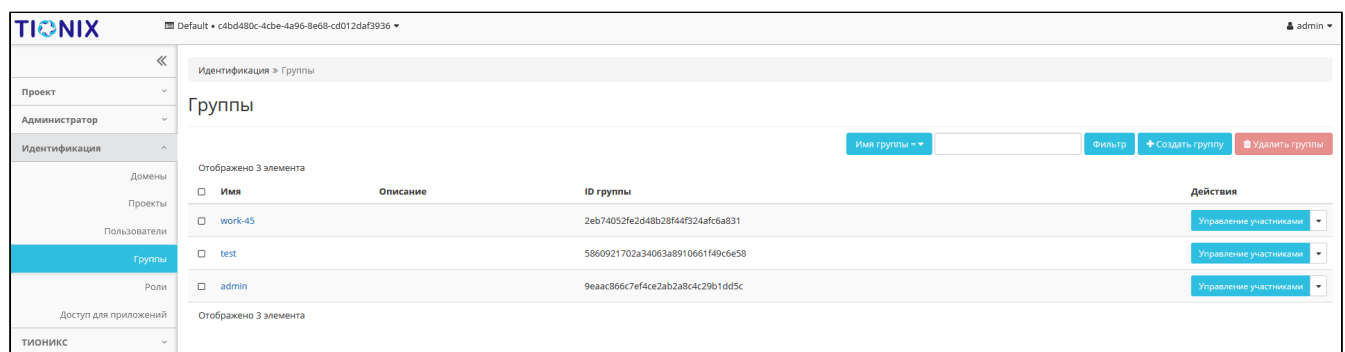 TIONIX Default • c4bd480c-4cbe-4a96-8e68-cd012daf3936 admin
Идентификация » Группы
Проект
Группы
Администратор
Идентификация
Имя группы = Фильтр Создать группу Удалить группы
Отображено 3 элемента
Домены
Имя Описание ID группы Действия
Проекты
work-45 2eb74052fe2d48b28f44f324afc6a831 Управление участниками
Пользователи
test 5860921702a34063a8910661f49c6e58 Управление участниками
Группы
Роли
admin 9eaac866c7ef4ce2ab2a8c4c29b1dd5c Управление участниками
Доступ для приложений
Отображено 3 элемента
ТИОНИКС